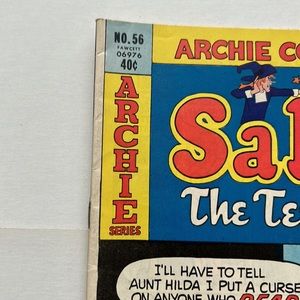 NO. 56
FAWCETT
06976
40¢
ARCHIE
SERIES
ARCHIE CO
Sa
The Te
I'LL HAVE TO TELL
AUNT HILDA I PUT A CURSE
ON ANYONE WHO